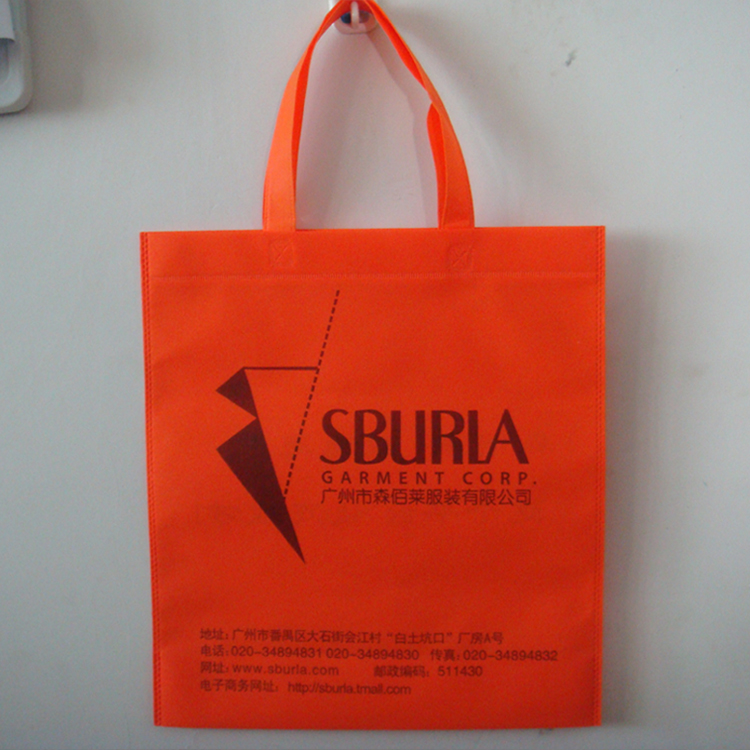 SBURLA
GARMENT CORP.
广州市森佰莱服装有限公司
地址：广州市番禺区大石街会江村“白土坑口”厂房A号
电话：020-34894831 020-34894830 传真：020-34894832
网址：www.sburla.com 邮政编码：511430
电子商务网址：http://sburla.tmall.com